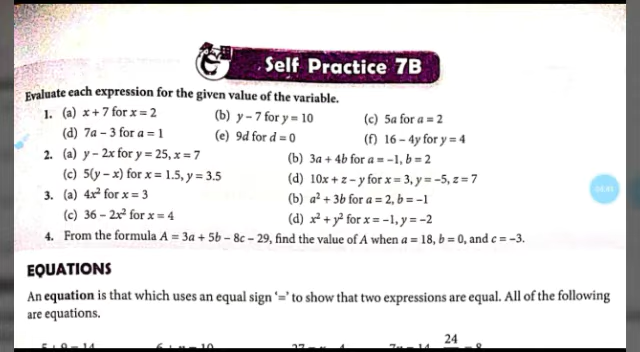 Self Practice 7B
Evaluate each expression for the given value of the variable.
1. (a) x + 7 for x = 2 (b) y – 7 for y = 10 (c) 5a for a = 2
(d) 7a – 3 for a = 1 (e) 9d for d = 0 (f) 16 – 4y for y = 4
2. (a) y – 2x for y = 25, x = 7 (b) 3a + 4b for a = –1, b = 2
(c) 5(y – x) for x = 1.5, y = 3.5 (d) 10x + z – y for x = 3, y = –5, z = 7
3. (a) 4x² for x = 3 (b) a² + 3b for a = 2, b = –1
(c) 36 – 2x² for x = 4 (d) x² + y² for x = –1, y = –2
4. From the formula A = 3a + 5b – 8c – 29, find the value of A when a = 18, b = 0, and c = –3.
EQUATIONS
An equation is that which uses an equal sign ‘=’ to show that two expressions are equal. All of the following
are equations.
24